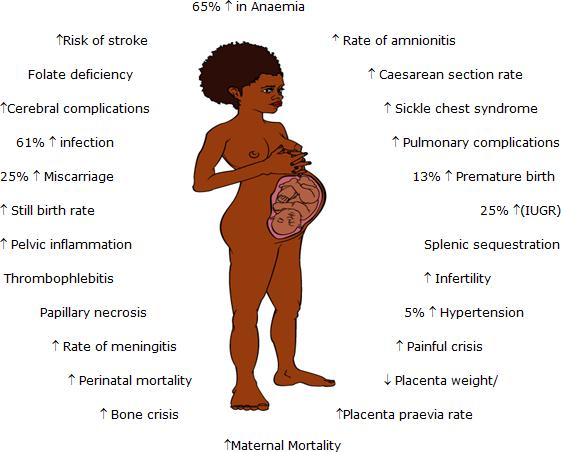 65% ↑ in Anaemia
↑Risk of stroke
↑ Rate of amnionitis
Folate deficiency
↑ Caesarean section rate
↑Cerebral complications
↑ Sickle chest syndrome
61% ↑ infection
↑ Pulmonary complications
25% ↑ Miscarriage
13% ↑ Premature birth
↑ Still birth rate
25% ↑(IUGR)
↑ Pelvic inflammation
Splenic sequestration
Thrombophlebitis
↑ Infertility
Papillary necrosis
5% ↑ Hypertension
↑ Rate of meningitis
↑ Painful crisis
↑ Perinatal mortality
↓ Placenta weight/
↑ Bone crisis
↑Placenta praevia rate
↑Maternal Mortality